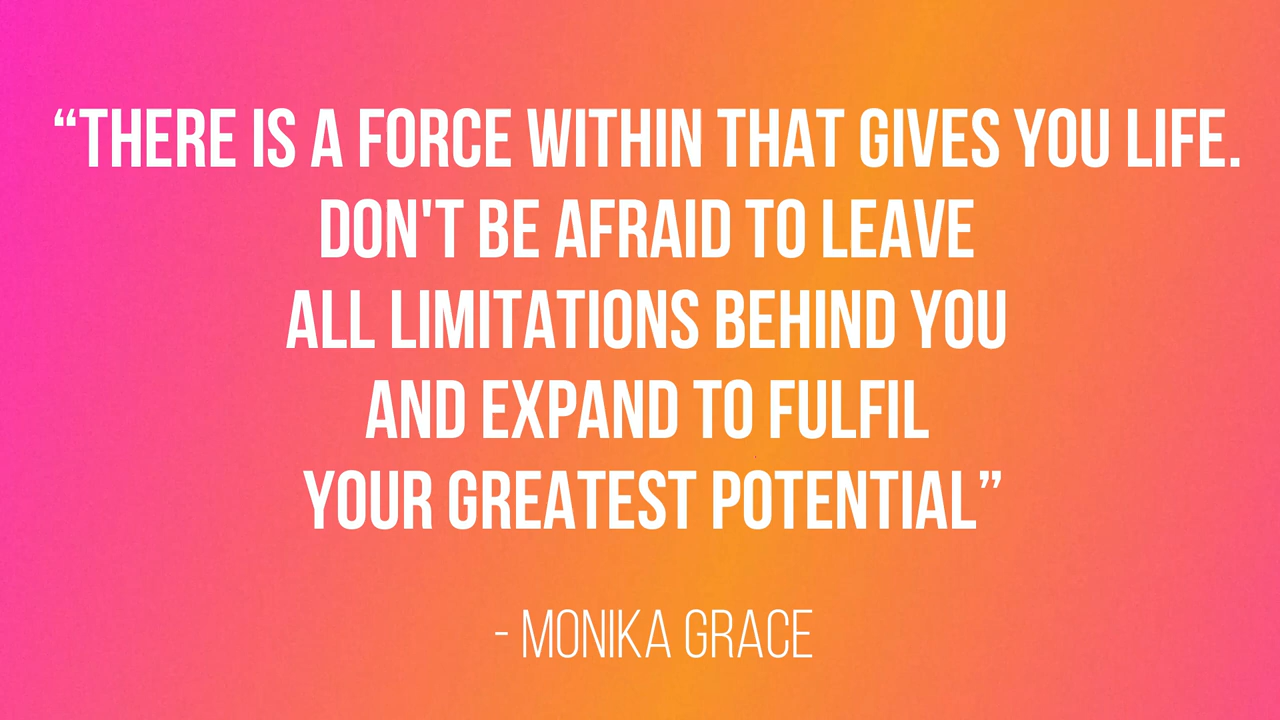 “THERE IS A FORCE WITHIN THAT GIVES YOU LIFE.
DON'T BE AFRAID TO LEAVE
ALL LIMITATIONS BEHIND YOU
AND EXPAND TO FULFIL
YOUR GREATEST POTENTIAL”
- MONIKA GRACE